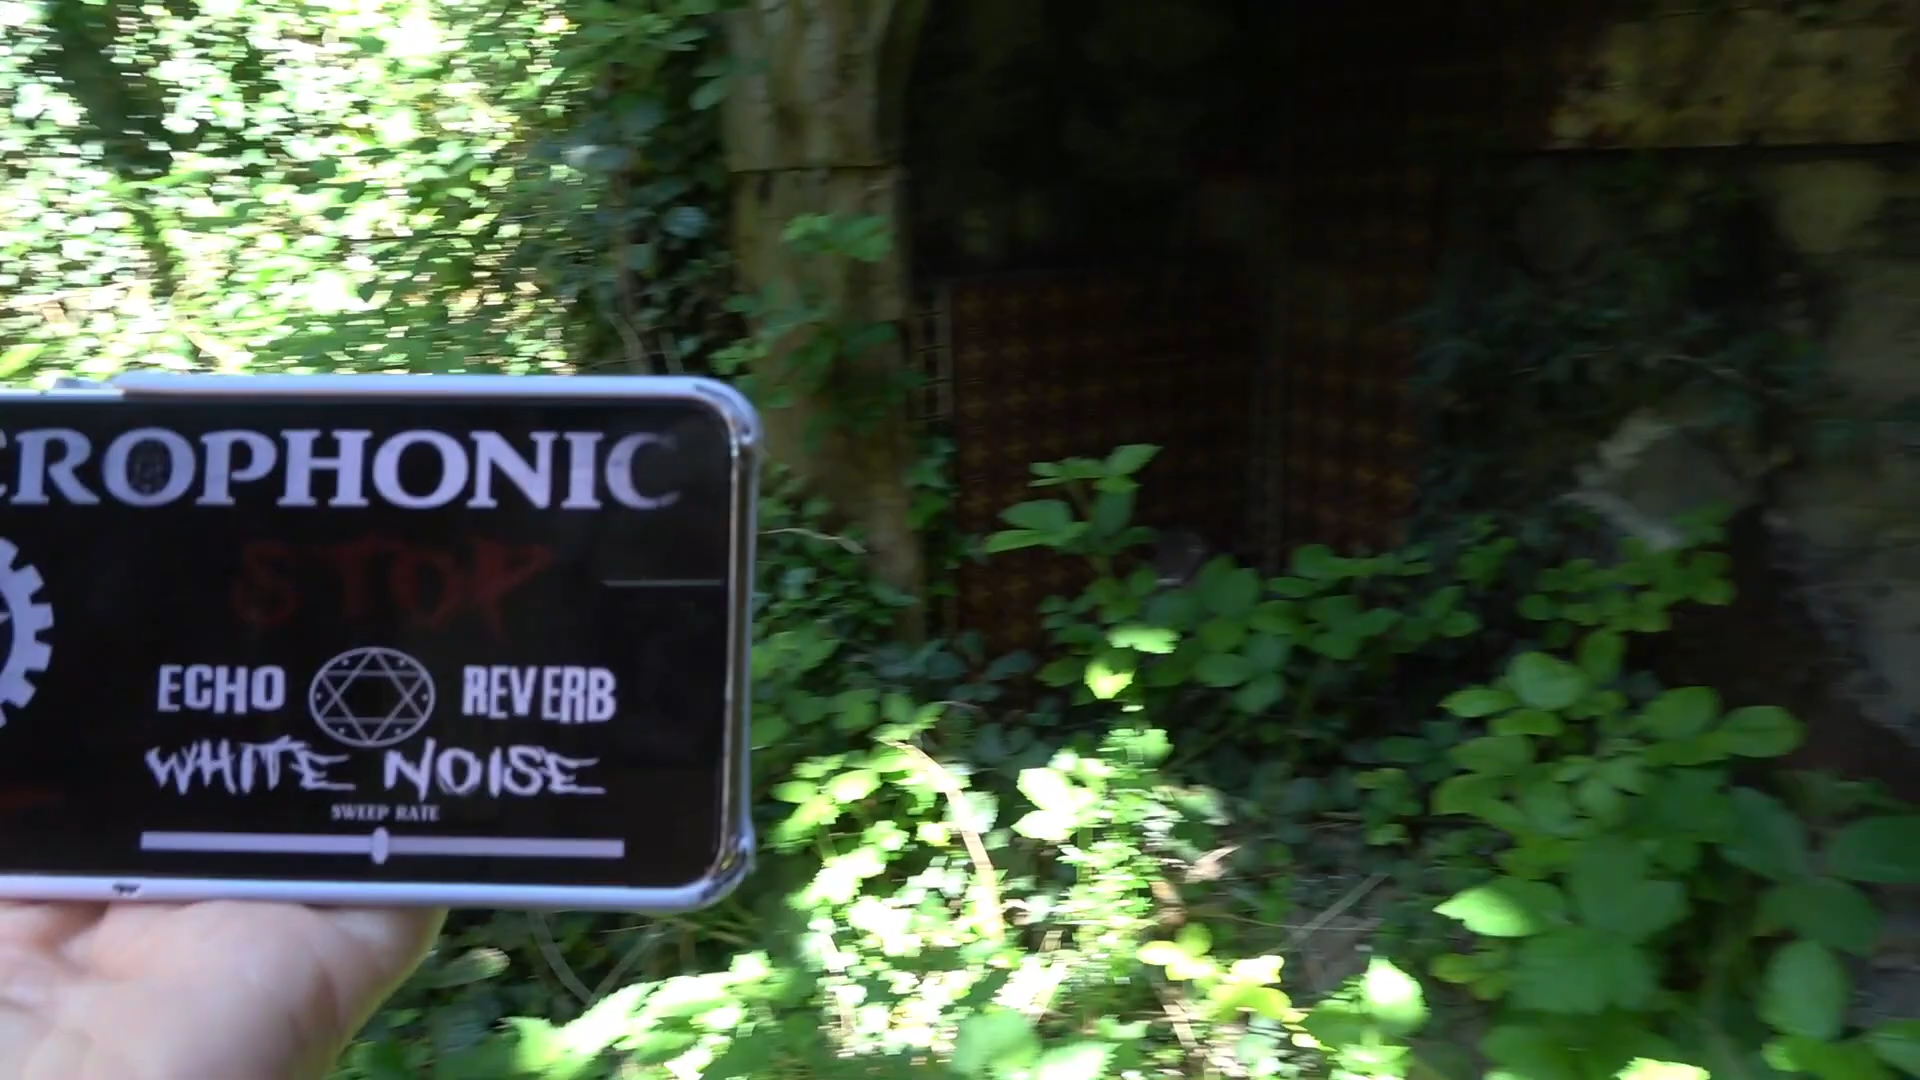 CROPHONIC
STOP
ECHO REVERB
WHITE NOISE
SWEEP RATE